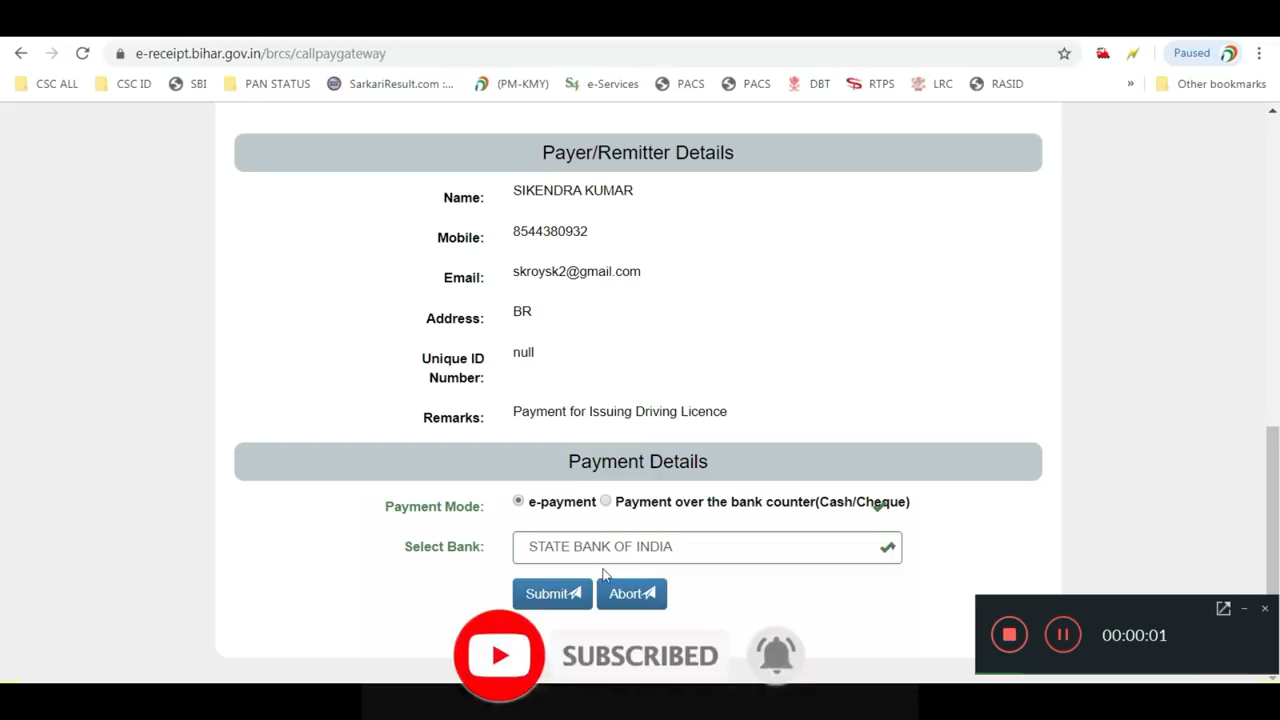 e-receipt.bihar.gov.in/brcs/callpaygateway
Paused
CSC ALL
CSC ID
SBI
PAN STATUS
SarkariResult.com :...
(PM-KMY)
e-Services
PACS
PACS
DBT
RTPS
LRC
RASID
»
Other bookmarks
Payer/Remitter Details
Name: SIKENDRA KUMAR
Mobile: 8544380932
Email: skroysk2@gmail.com
Address: BR
Unique ID null
Number:
Remarks: Payment for Issuing Driving Licence
Payment Details
Payment Mode: e-payment Payment over the bank counter(Cash/Cheque)
Select Bank: STATE BANK OF INDIA
Submit Abort
00:00:01
SUBSCRIBED